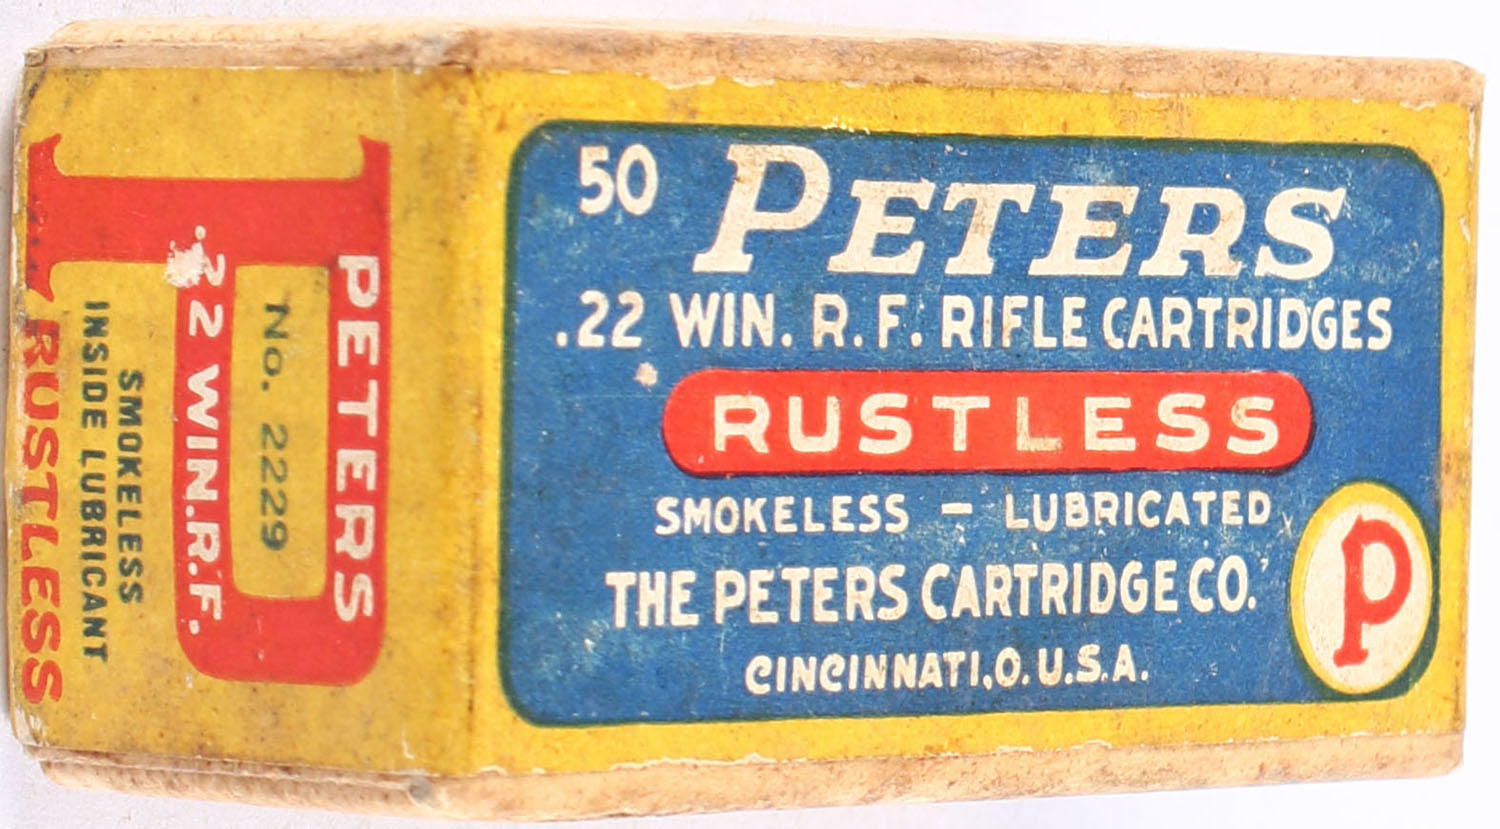 50 PETERS
.22 WIN. R. F. RIFLE CARTRIDGES
RUSTLESS
SMOKELESS – LUBRICATED
THE PETERS CARTRIDGE CO.
CINCINNATI, O. U.S.A.
P
PETERS
No. 2229
.22 WIN.R.F.
SMOKELESS
INSIDE LUBRICANT
RUSTLESS